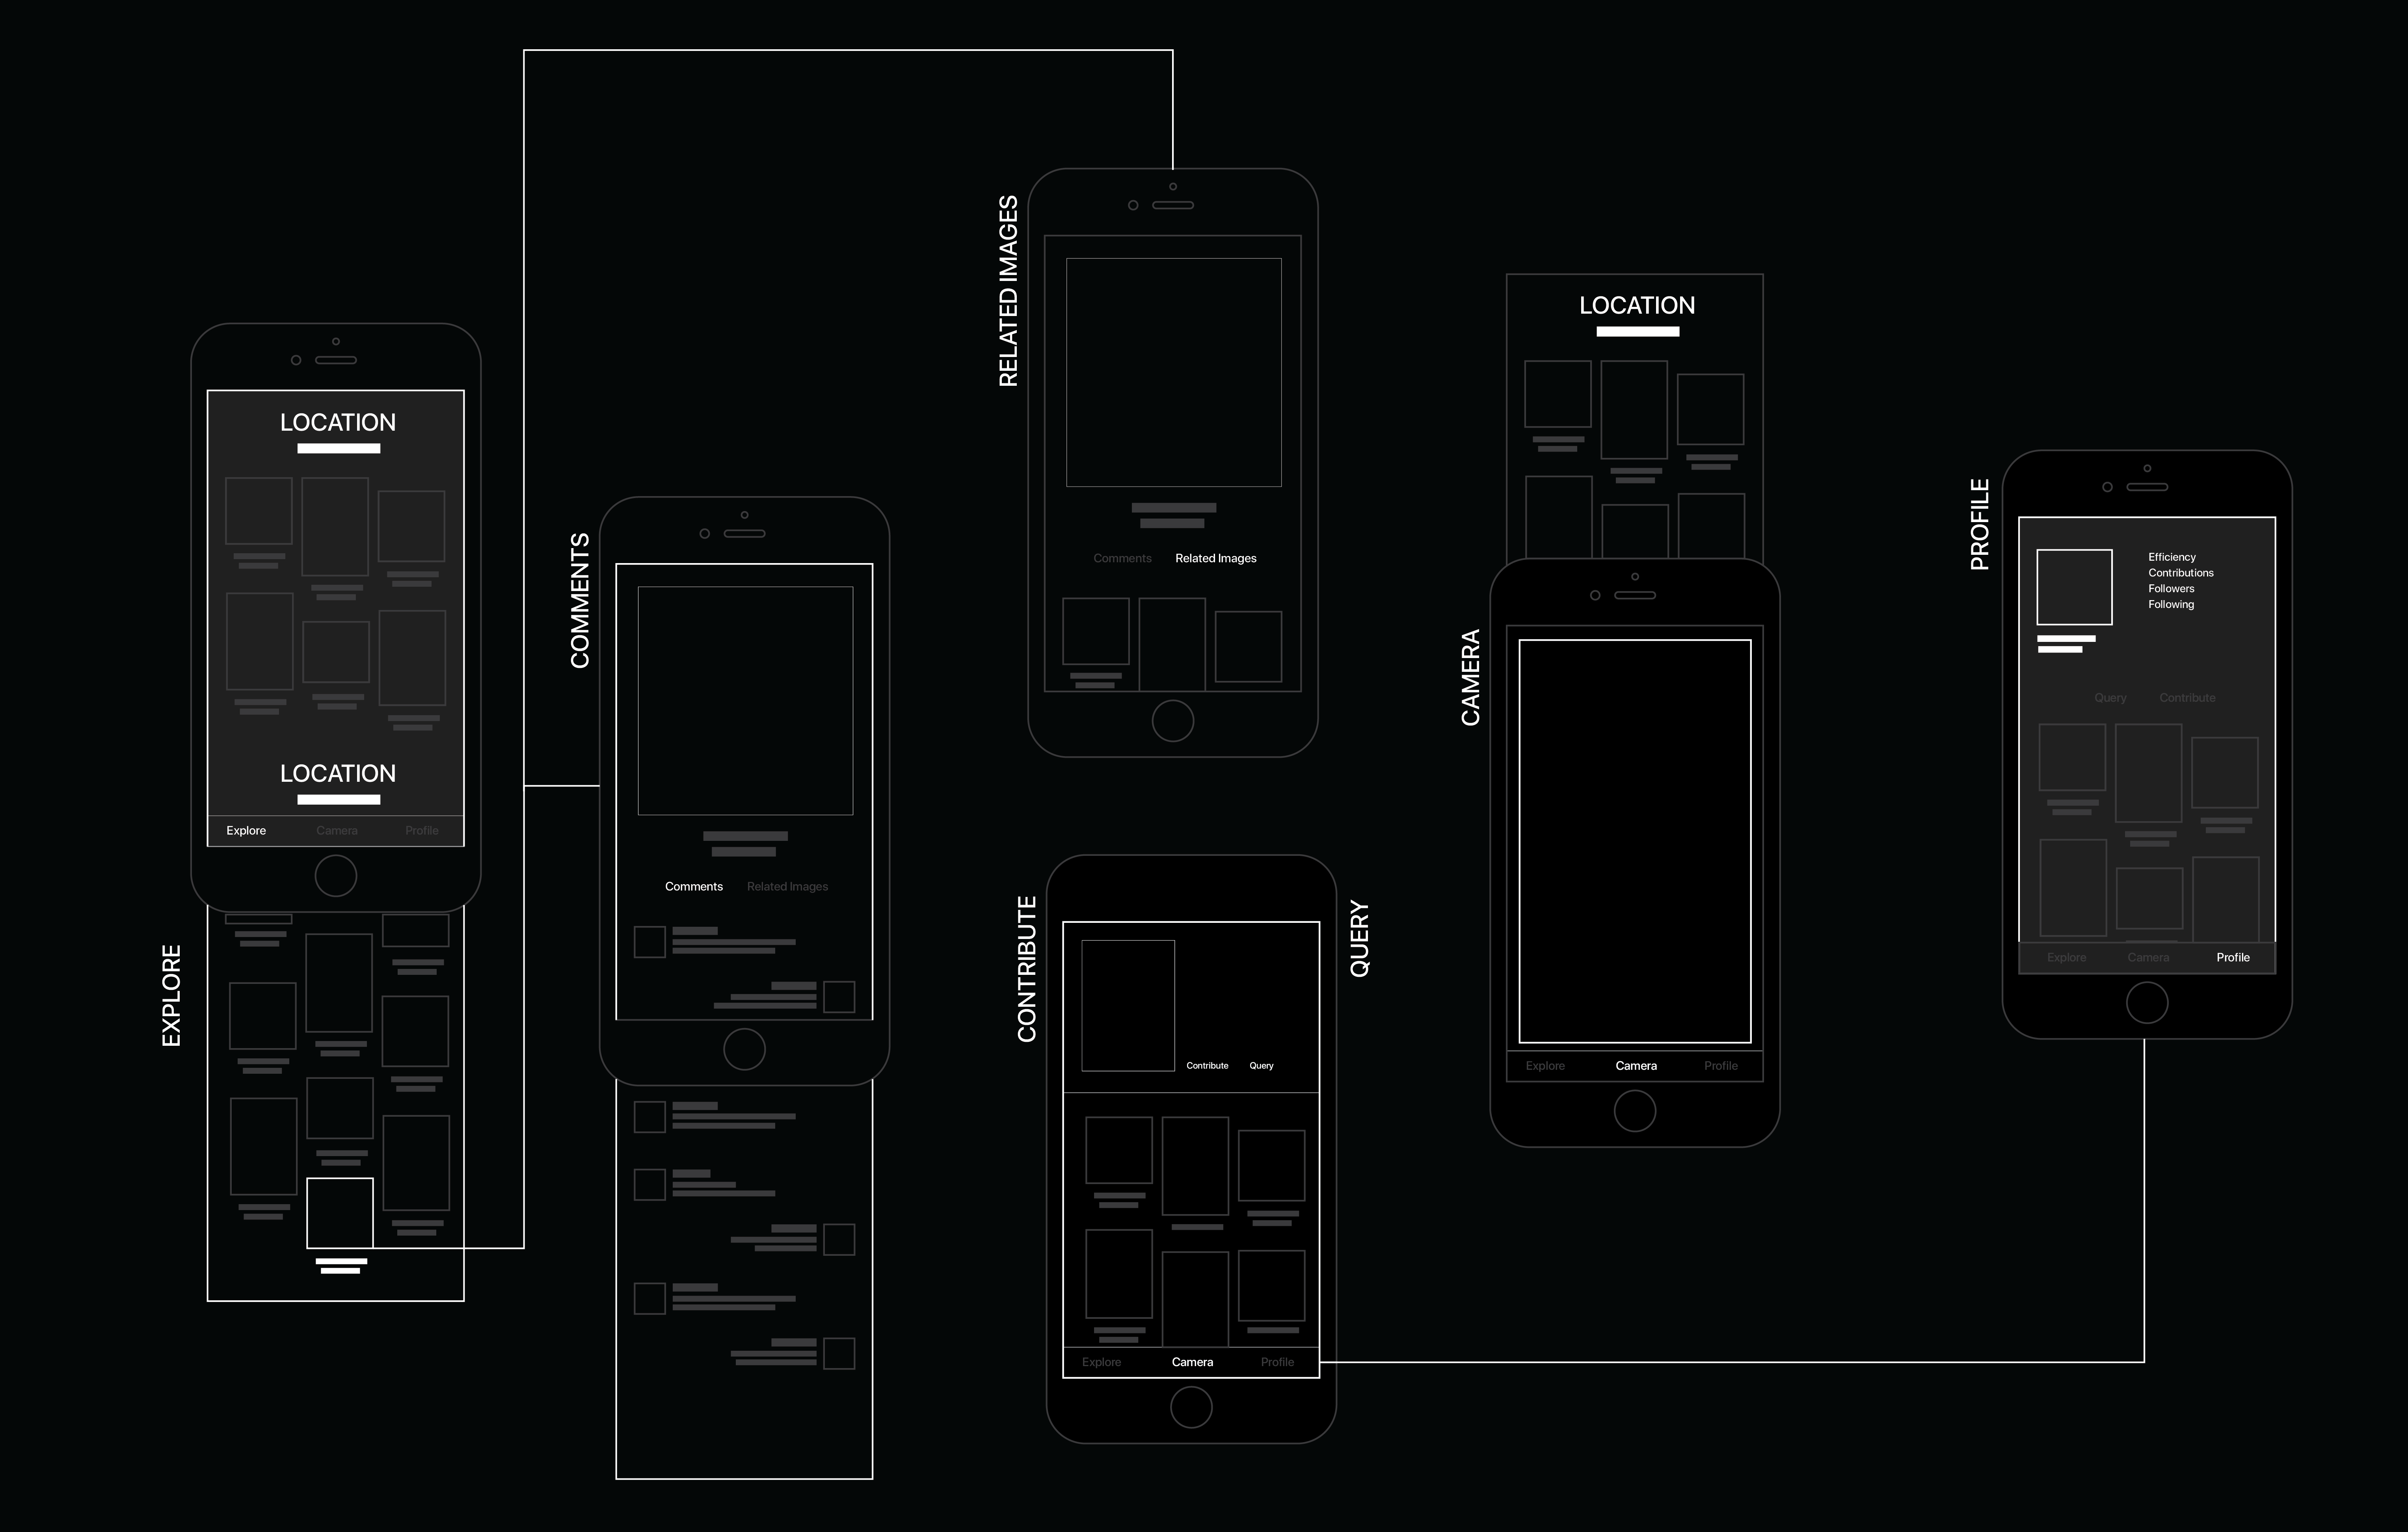 EXPLORE
LOCATION
LOCATION
Explore Camera Profile
COMMENTS
Comments Related Images
RELATED IMAGES
Comments Related Images
CONTRIBUTE
QUERY
Contribute Query
Explore Camera Profile
LOCATION
CAMERA
Explore Camera Profile
PROFILE
Efficiency
Contributions
Followers
Following
Query Contribute
Explore Camera Profile